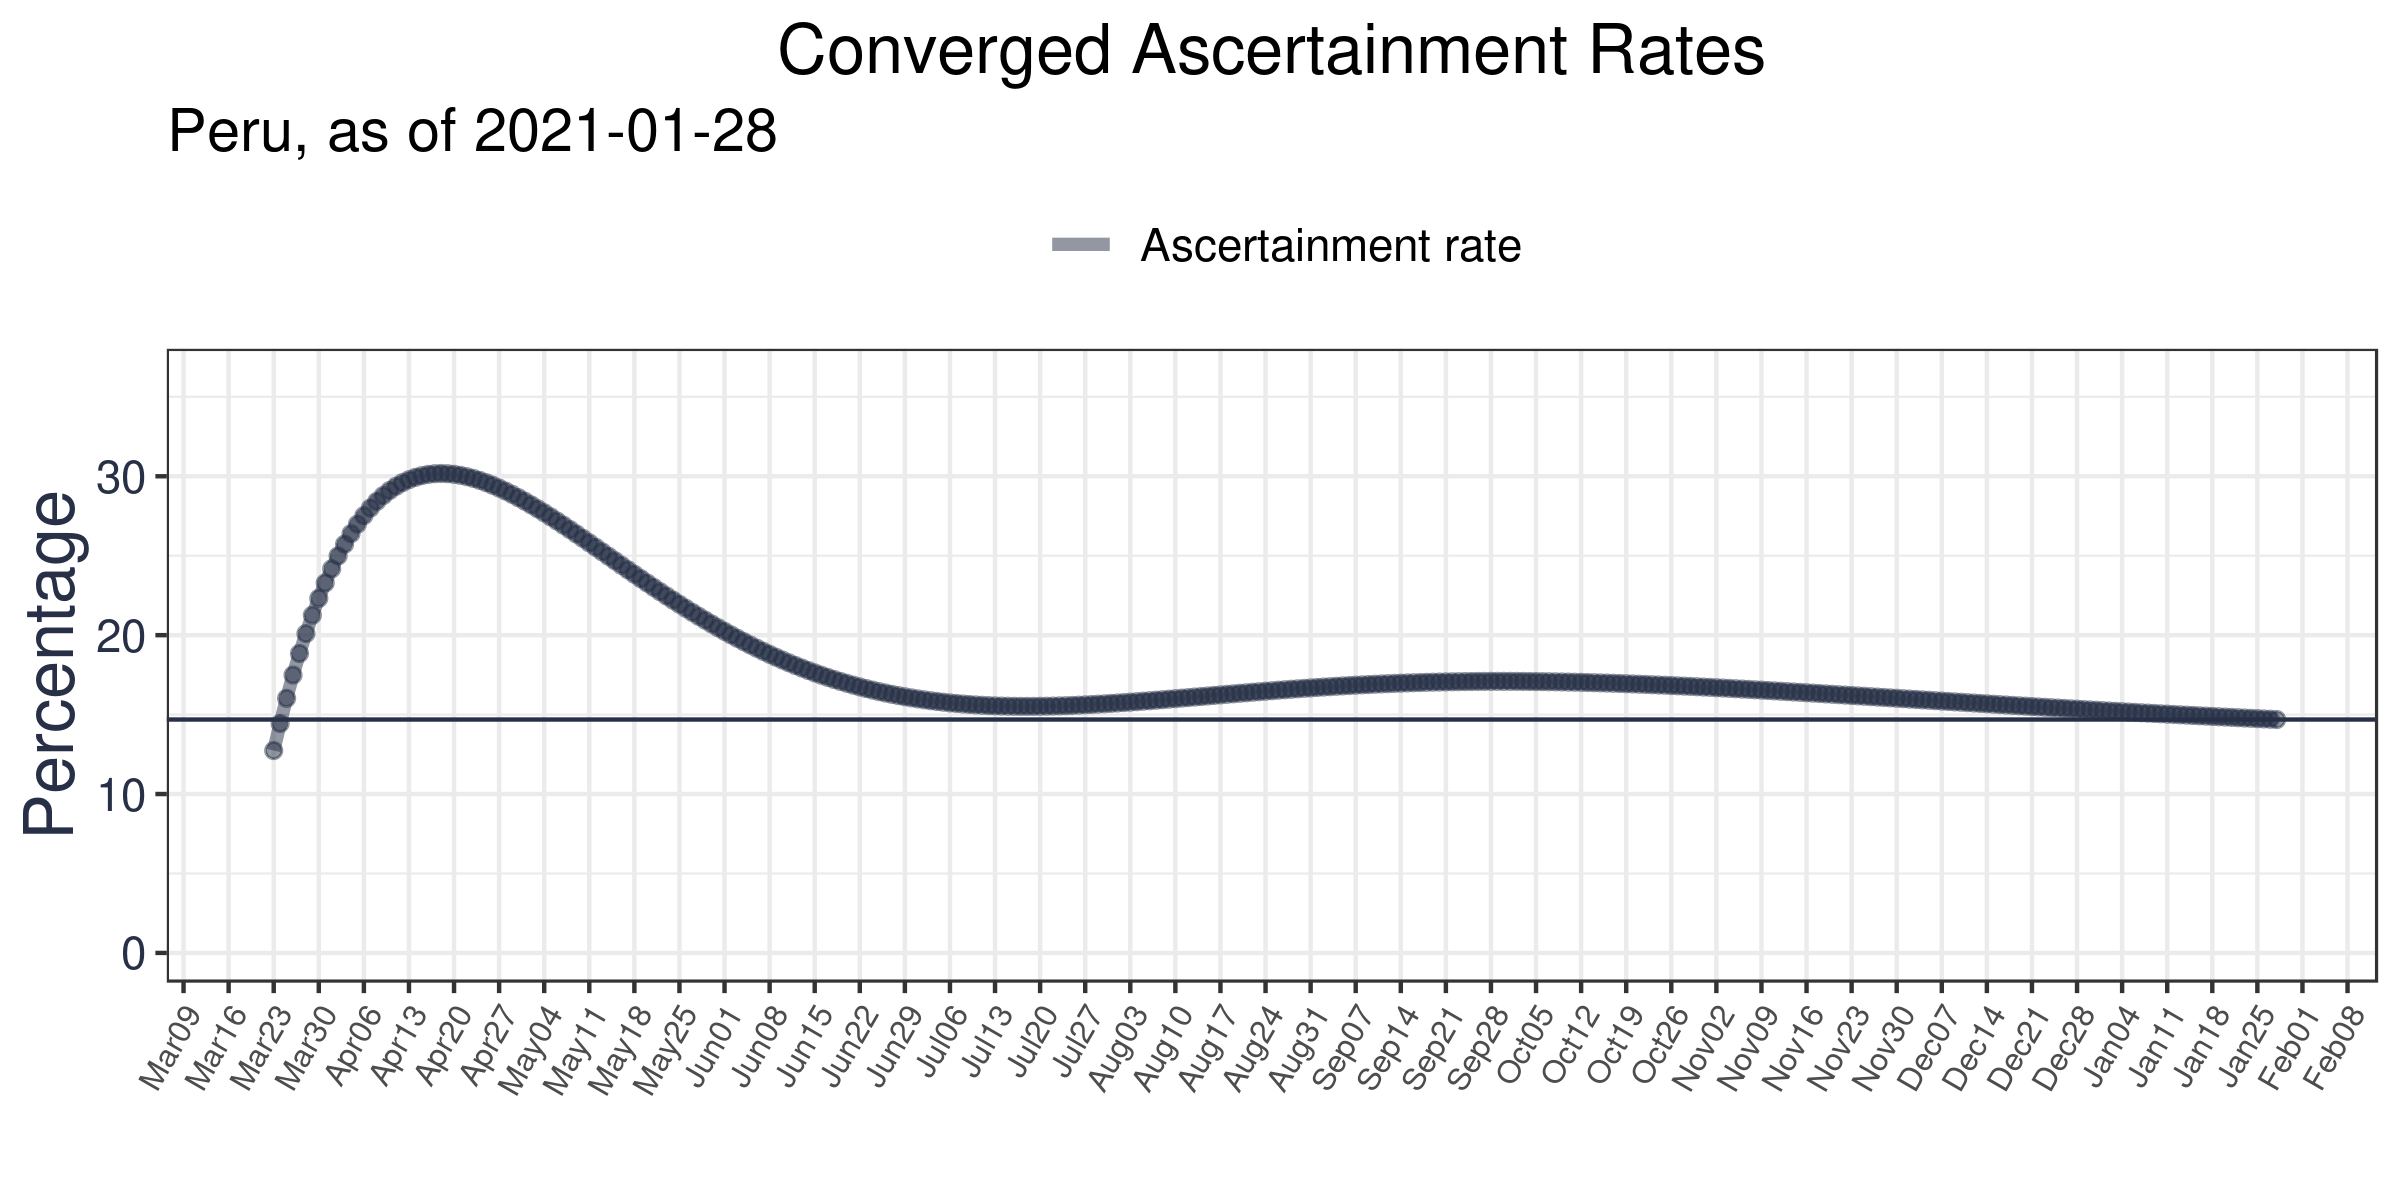 Converged Ascertainment Rates
Peru, as of 2021-01-28
Ascertainment rate
Percentage
30
20
10
0
Mar09 Mar16 Mar23 Mar30 Apr06 Apr13 Apr20 Apr27 May04 May11 May18 May25 Jun01 Jun08 Jun15 Jun22 Jun29 Jul06 Jul13 Jul20 Jul27 Aug03 Aug10 Aug17 Aug24 Aug31 Sep07 Sep14 Sep21 Sep28 Oct05 Oct12 Oct19 Oct26 Nov02 Nov09 Nov16 Nov23 Nov30 Dec07 Dec14 Dec21 Dec28 Jan04 Jan11 Jan18 Jan25 Feb01 Feb08